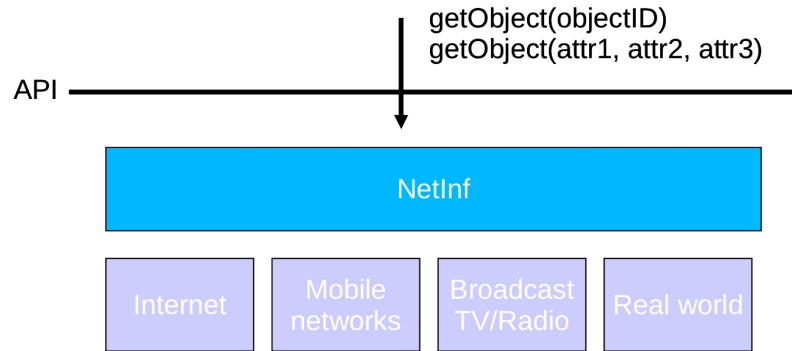 getObject(objectID)
getObject(attr1, attr2, attr3)
API
NetInf
Internet
Mobile
networks
Broadcast
TV/Radio
Real world